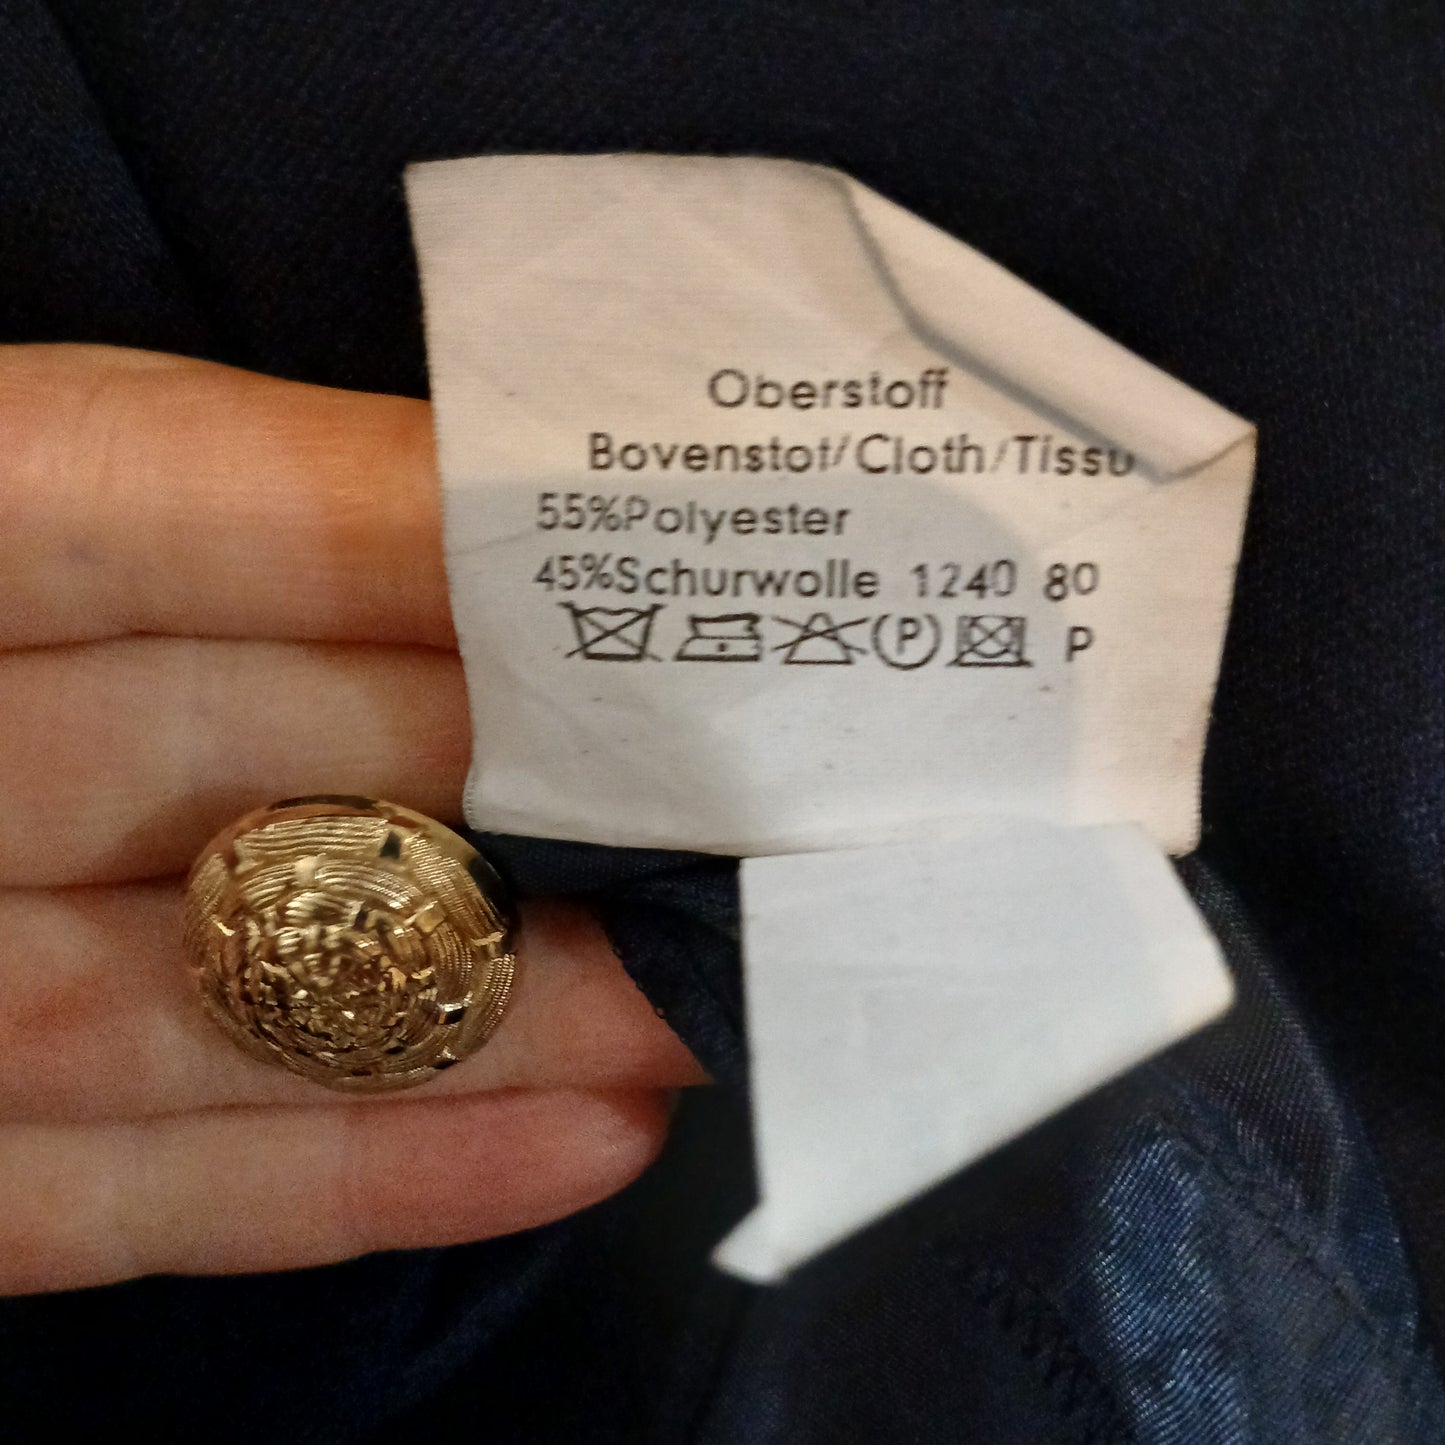 Oberstoff
Bovenstof/Cloth/Tissu
55%Polyester
45%Schurwolle 1240 80
P P